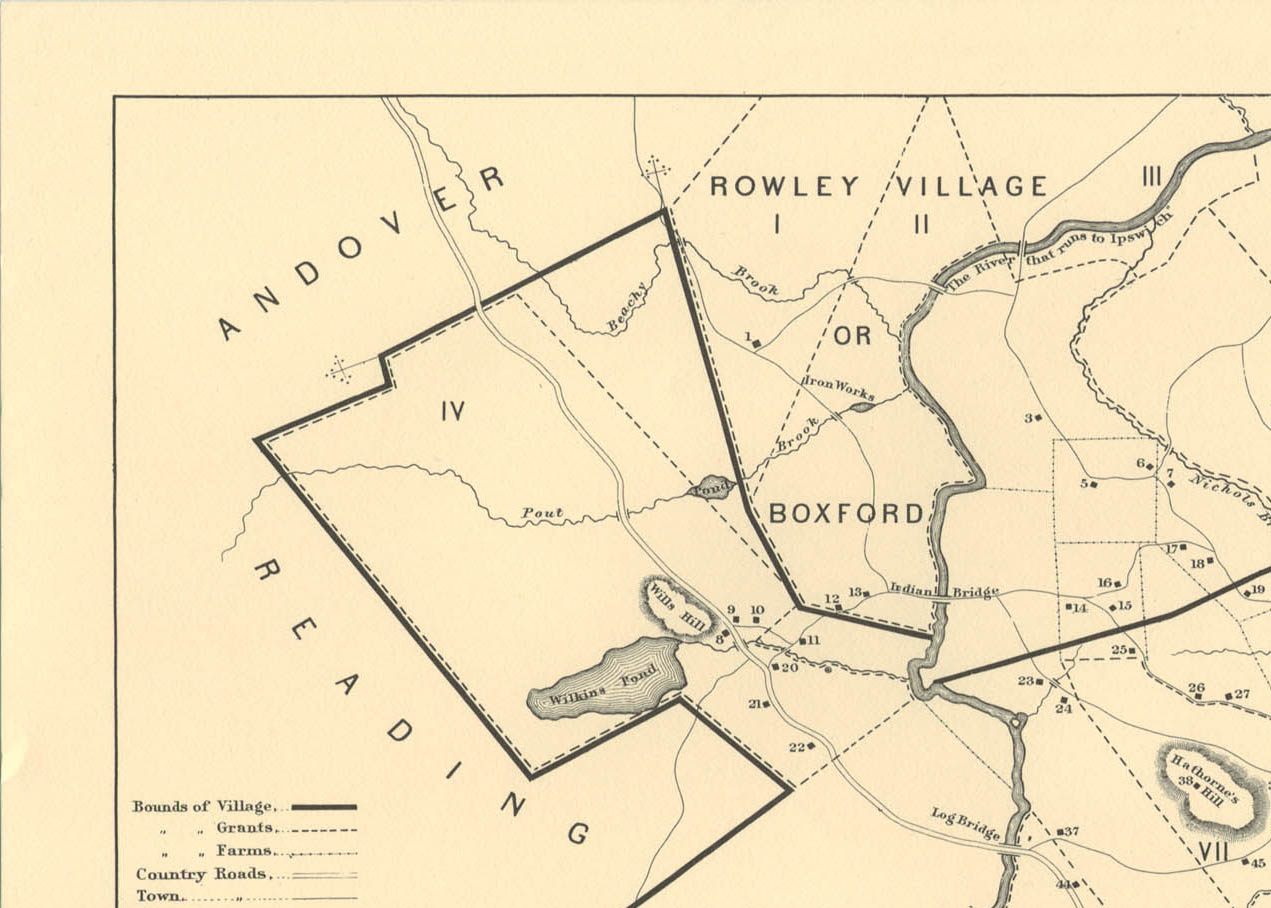 ANDOVER
ROWLEY VILLAGE
I
II
III
The River that runs to Ipswich
Beachy
Brook
OR
1
Iron Works
Brook
IV
3
Pond
Pout
5
6
7
Nichols B
BOXFORD
READING
Wills Hill
8
9
10
11
12
13
Indian Bridge
14
15
16
17
18
19
Wilkins Pond
20
21
22
23
24
25
26
27
Hathorne's
38
Hill
Log Bridge
37
VII
45
44
Bounds of Village
" " Grants
" " Farms
Country Roads
Town "